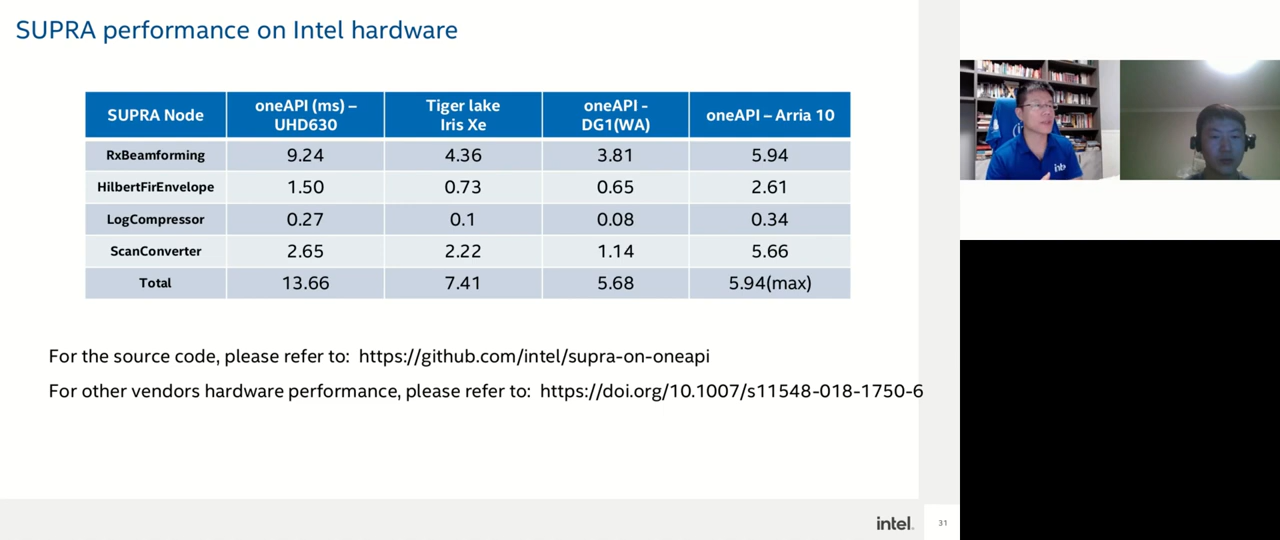 SUPRA performance on Intel hardware
SUPRA Node
oneAPI (ms) –
UHD630
Tiger lake
Iris Xe
oneAPI -
DG1(WA)
oneAPI – Arria 10
RxBeamforming 9.24 4.36 3.81 5.94
HilbertFirEnvelope 1.50 0.73 0.65 2.61
LogCompressor 0.27 0.1 0.08 0.34
ScanConverter 2.65 2.22 1.14 5.66
Total 13.66 7.41 5.68 5.94(max)
For the source code, please refer to: https://github.com/intel/supra-on-oneapi
For other vendors hardware performance, please refer to: https://doi.org/10.1007/s11548-018-1750-6
intel.
31